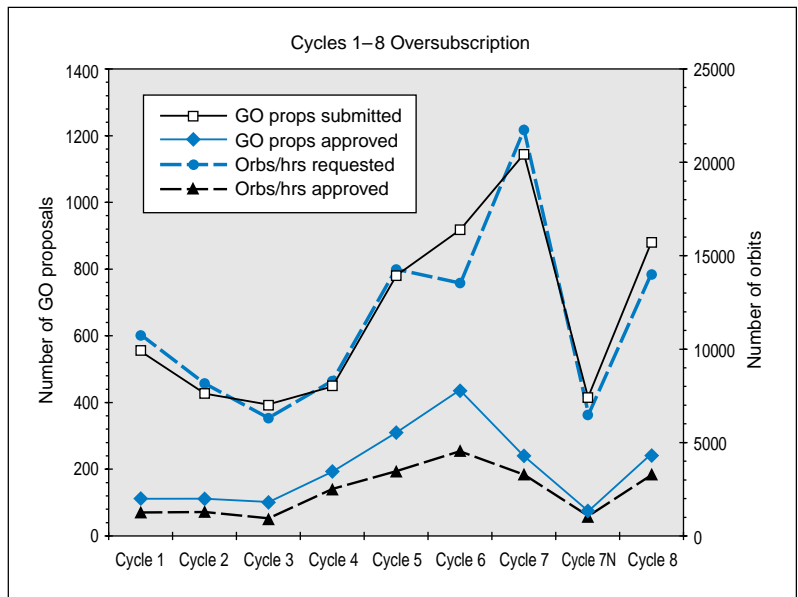 Cycles 1–8 Oversubscription
1400
1200
1000
800
600
400
200
0
Number of GO proposals
GO props submitted
GO props approved
Orbs/hrs requested
Orbs/hrs approved
25000
20000
15000
10000
5000
0
Number of orbits
Cycle 1 Cycle 2 Cycle 3 Cycle 4 Cycle 5 Cycle 6 Cycle 7 Cycle 7N Cycle 8